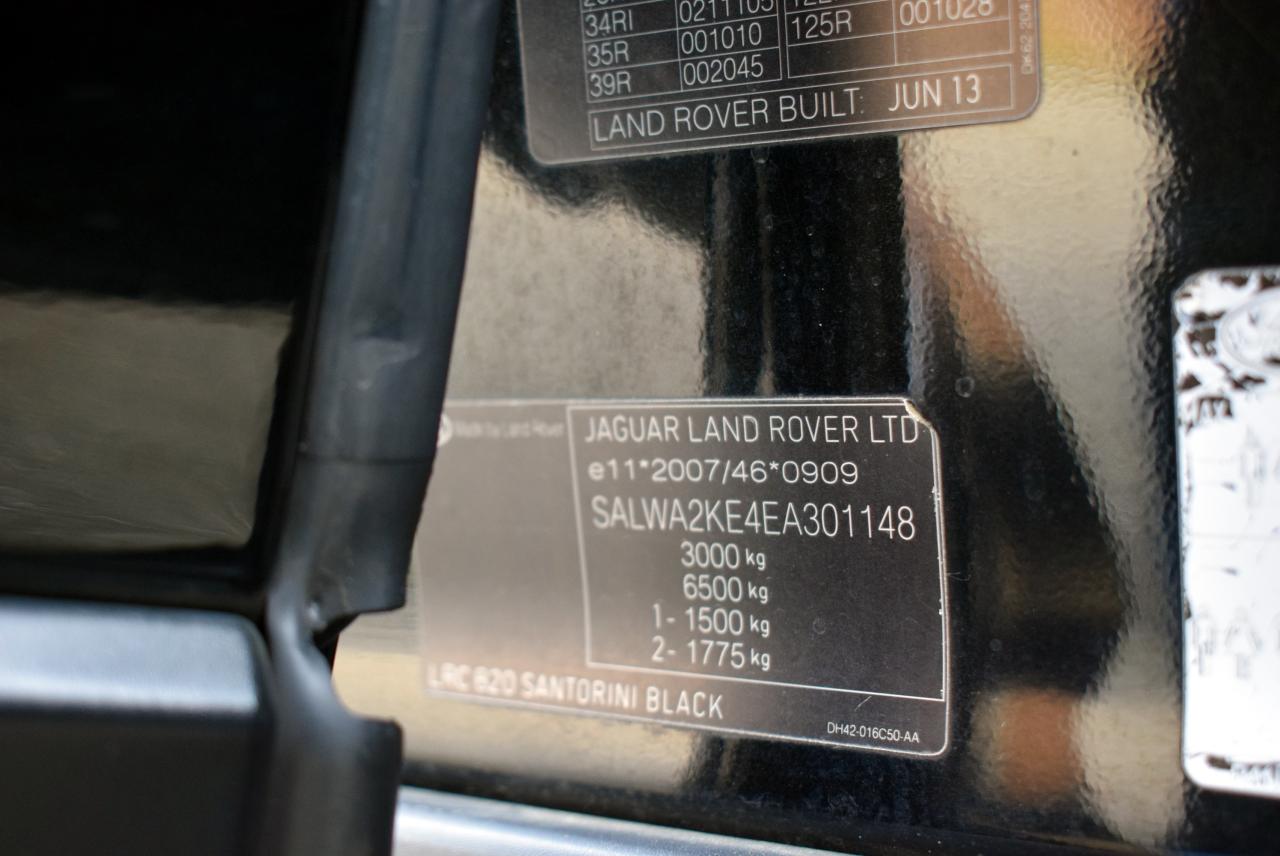 34RI 0211105
35R 001010 125R 001028
39R 002045
LAND ROVER BUILT: JUN 13
JAGUAR LAND ROVER LTD
e11*2007/46*0909
SALWA2KE4EA301148
3000 kg
6500 kg
1- 1500 kg
2- 1775 kg
LRC 820 SANTORINI BLACK
DH42-016C50-AA